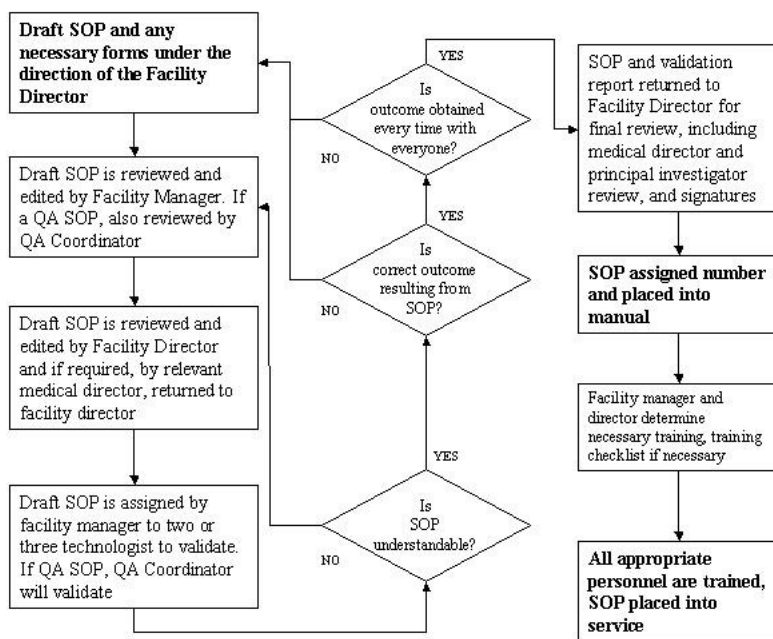 Draft SOP and any
necessary forms under the
direction of the Facility
Director
Draft SOP is reviewed and
edited by Facility Manager. If
a QA SOP, also reviewed by
QA Coordinator
Draft SOP is reviewed and
edited by Facility Director
and if required, by relevant
medical director, returned to
facility director
Draft SOP is assigned by
facility manager to two or
three technologist to validate.
If QA SOP, QA Coordinator
will validate
Is
SOP
understandable?
NO
YES
Is
correct outcome
resulting from
SOP?
NO
YES
Is
outcome obtained
every time with
everyone?
NO
YES
SOP and validation
report returned to
Facility Director for
final review, including
medical director and
principal investigator
review, and signatures
SOP assigned number
and placed into
manual
Facility manager and
director determine
necessary training, training
checklist if necessary
All appropriate
personnel are trained,
SOP placed into
service